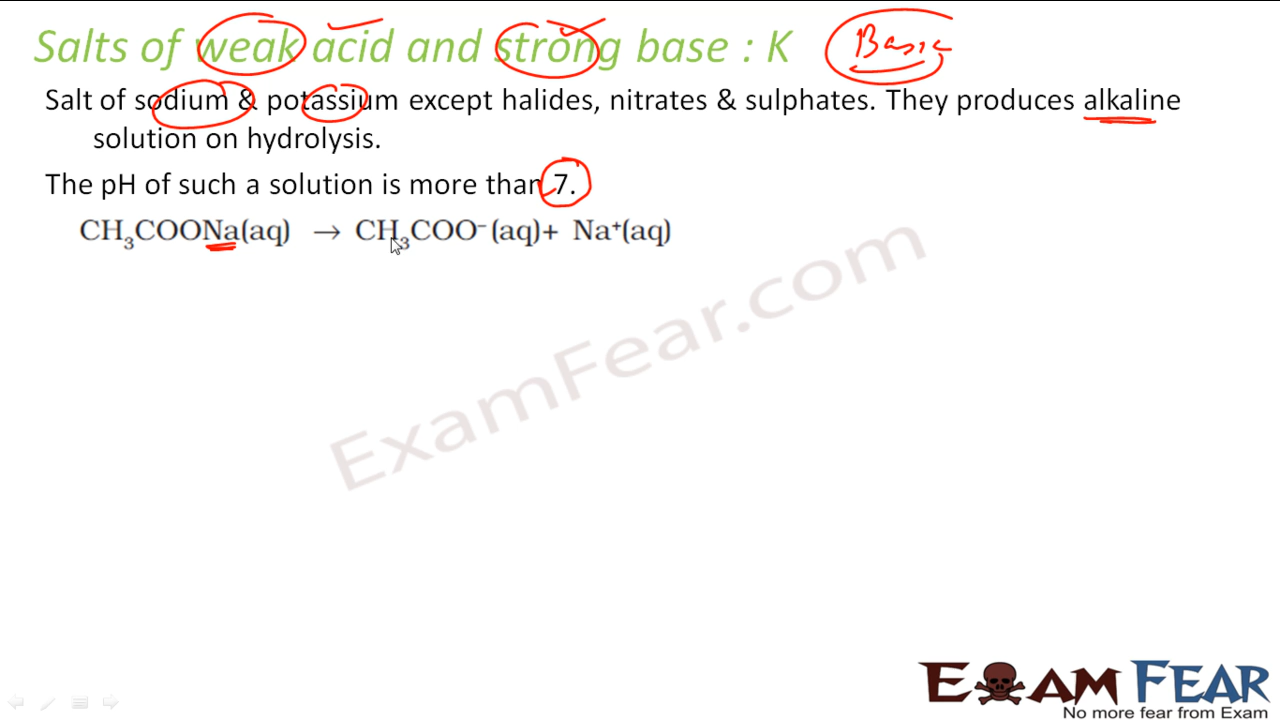 Salts of weak acid and strong base : K
Basic
Salt of sodium & potassium except halides, nitrates & sulphates. They produces alkaline
solution on hydrolysis.
The pH of such a solution is more than 7.
CH₃COONa(aq) → CH₃COO⁻(aq)+ Na⁺(aq)
ExamFear.com
EXAM FEAR
No more fear from Exam